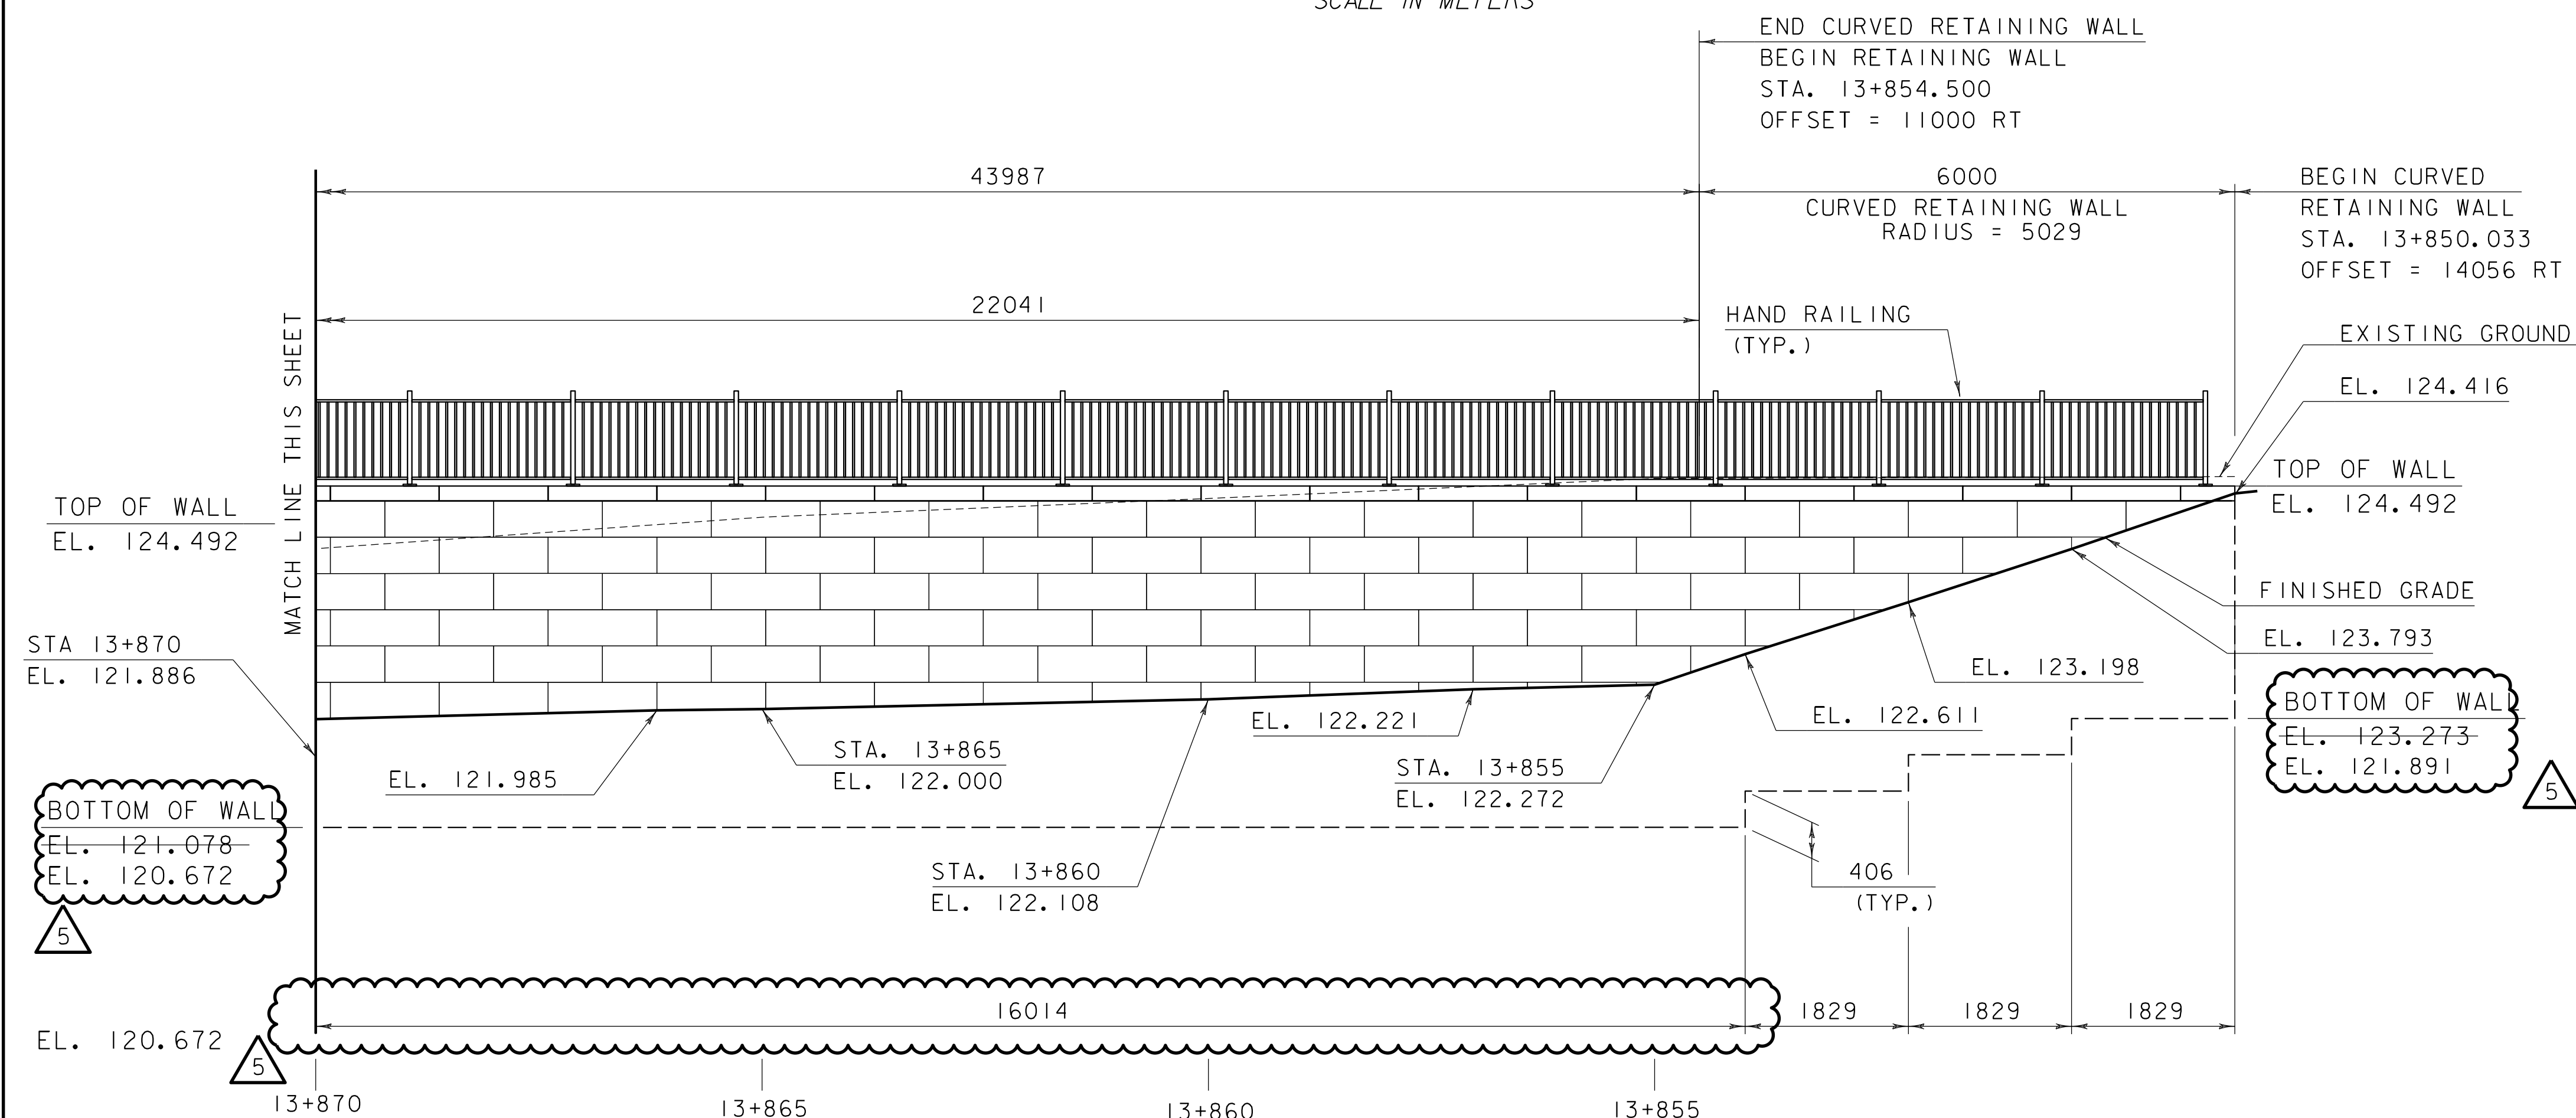 SCALE IN METERS
END CURVED RETAINING WALL
BEGIN RETAINING WALL
STA. 13+854.500
OFFSET = 11000 RT
43987
6000
CURVED RETAINING WALL
RADIUS = 5029
BEGIN CURVED
RETAINING WALL
STA. 13+850.033
OFFSET = 14056 RT
22041
HAND RAILING
(TYP.)
EXISTING GROUND
EL. 124.416
MATCH LINE THIS SHEET
TOP OF WALL
EL. 124.492
TOP OF WALL
EL. 124.492
FINISHED GRADE
EL. 123.793
EL. 123.198
EL. 122.611
STA 13+870
EL. 121.886
EL. 121.985
STA. 13+865
EL. 122.000
EL. 122.221
STA. 13+855
EL. 122.272
STA. 13+860
EL. 122.108
BOTTOM OF WALL
EL. 123.273
EL. 121.891
5
BOTTOM OF WALL
EL. 121.078
EL. 120.672
5
406
(TYP.)
16014
1829
1829
1829
EL. 120.672
5
13+870
13+865
13+860
13+855